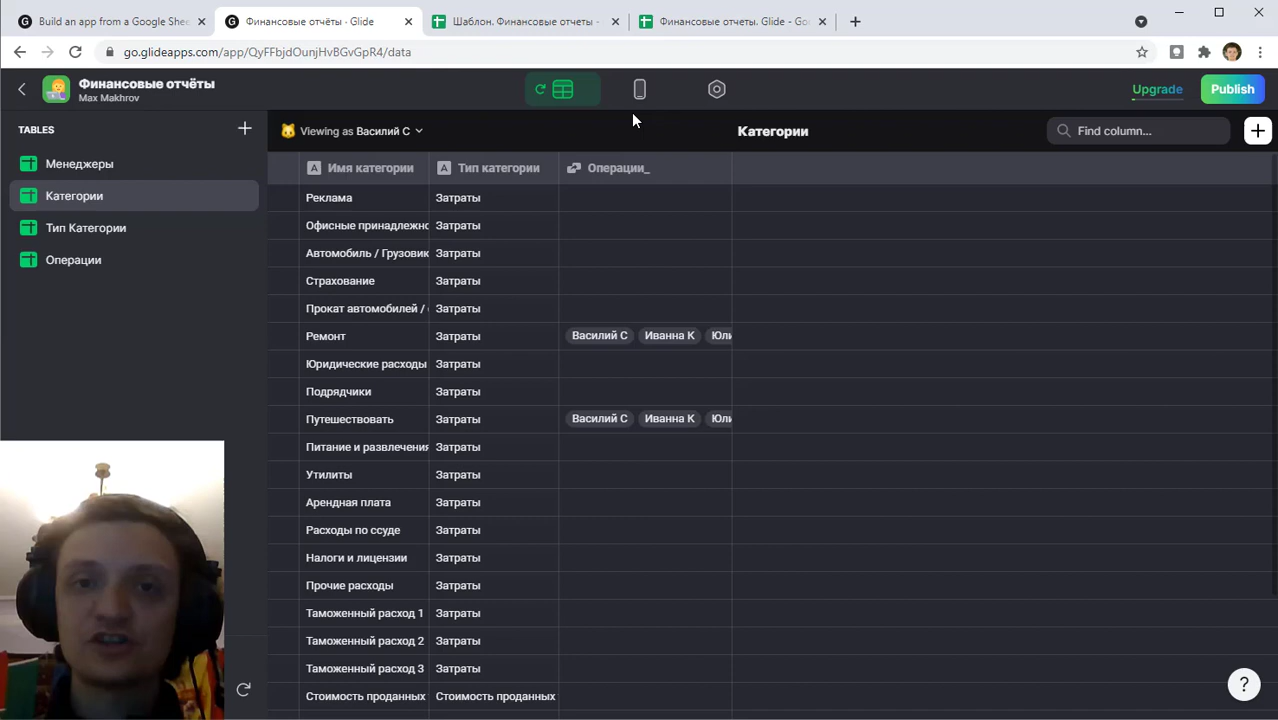 Build an app from a Google Shee
Финансовые отчёты · Glide
Шаблон. Финансовые отчеты -
Финансовые отчеты. Glide - Goo
go.glideapps.com/app/QyFFbjdOunjHvBGvGpR4/data
Финансовые отчёты
Max Makhrov
Upgrade
Publish
TABLES
Менеджеры
Категории
Тип Категории
Операции
Viewing as Василий С
Категории
Find column...
Имя категории
Тип категории
Операции_
Реклама
Затраты
Офисные принадлежно
Затраты
Автомобиль / Грузовик
Затраты
Страхование
Затраты
Прокат автомобилей /
Затраты
Ремонт
Затраты
Василий С
Иванна К
Юли
Юридические расходы
Затраты
Подрядчики
Затраты
Путешествовать
Затраты
Василий С
Иванна К
Юли
Питание и развлечения
Затраты
Утилиты
Затраты
Арендная плата
Затраты
Расходы по ссуде
Затраты
Налоги и лицензии
Затраты
Прочие расходы
Затраты
Таможенный расход 1
Затраты
Таможенный расход 2
Затраты
Таможенный расход 3
Затраты
Стоимость проданных
Стоимость проданных
?